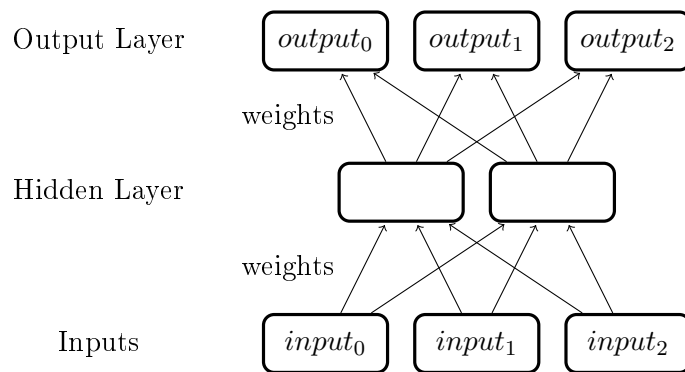 Output Layer output₀ output₁ output₂
weights
Hidden Layer
weights
Inputs input₀ input₁ input₂